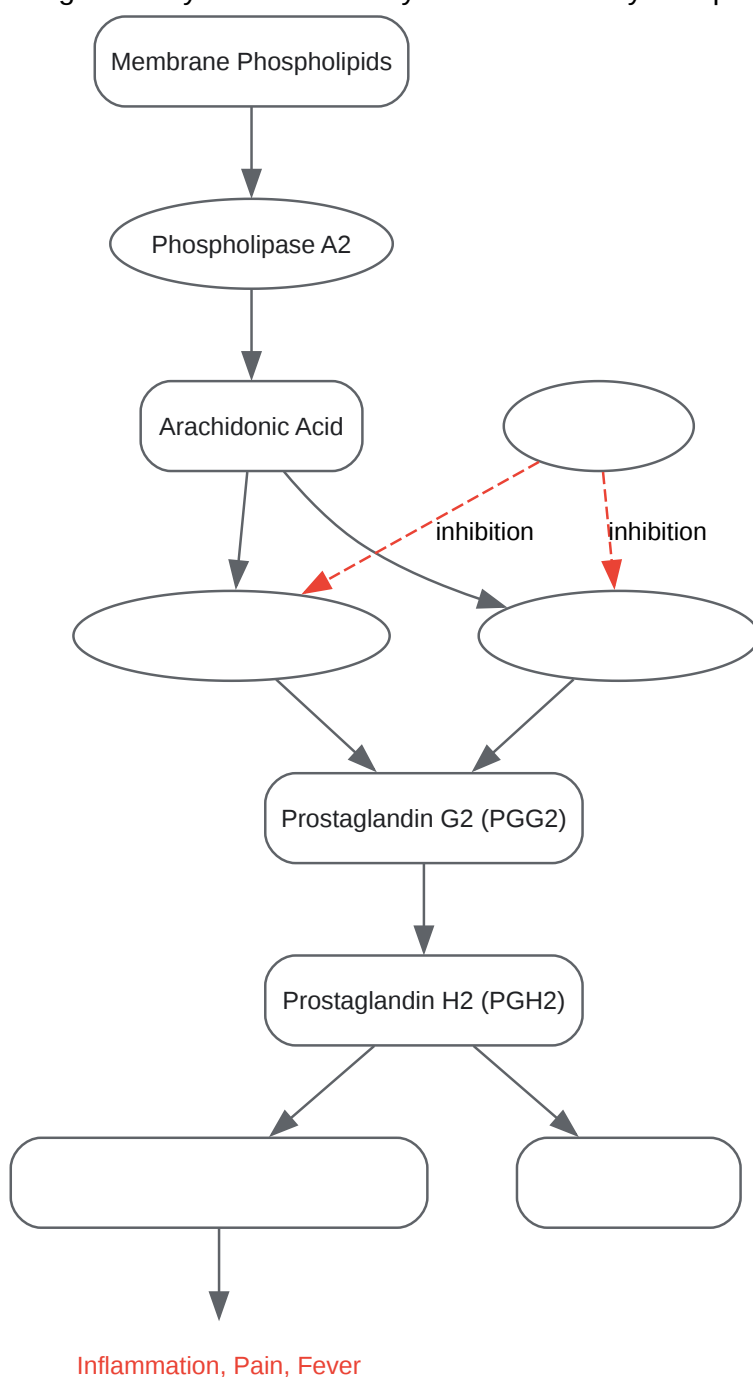 Membrane Phospholipids
Phospholipase A2
Arachidonic Acid
inhibition
inhibition
Prostaglandin G2 (PGG2)
Prostaglandin H2 (PGH2)
Inflammation, Pain, Fever